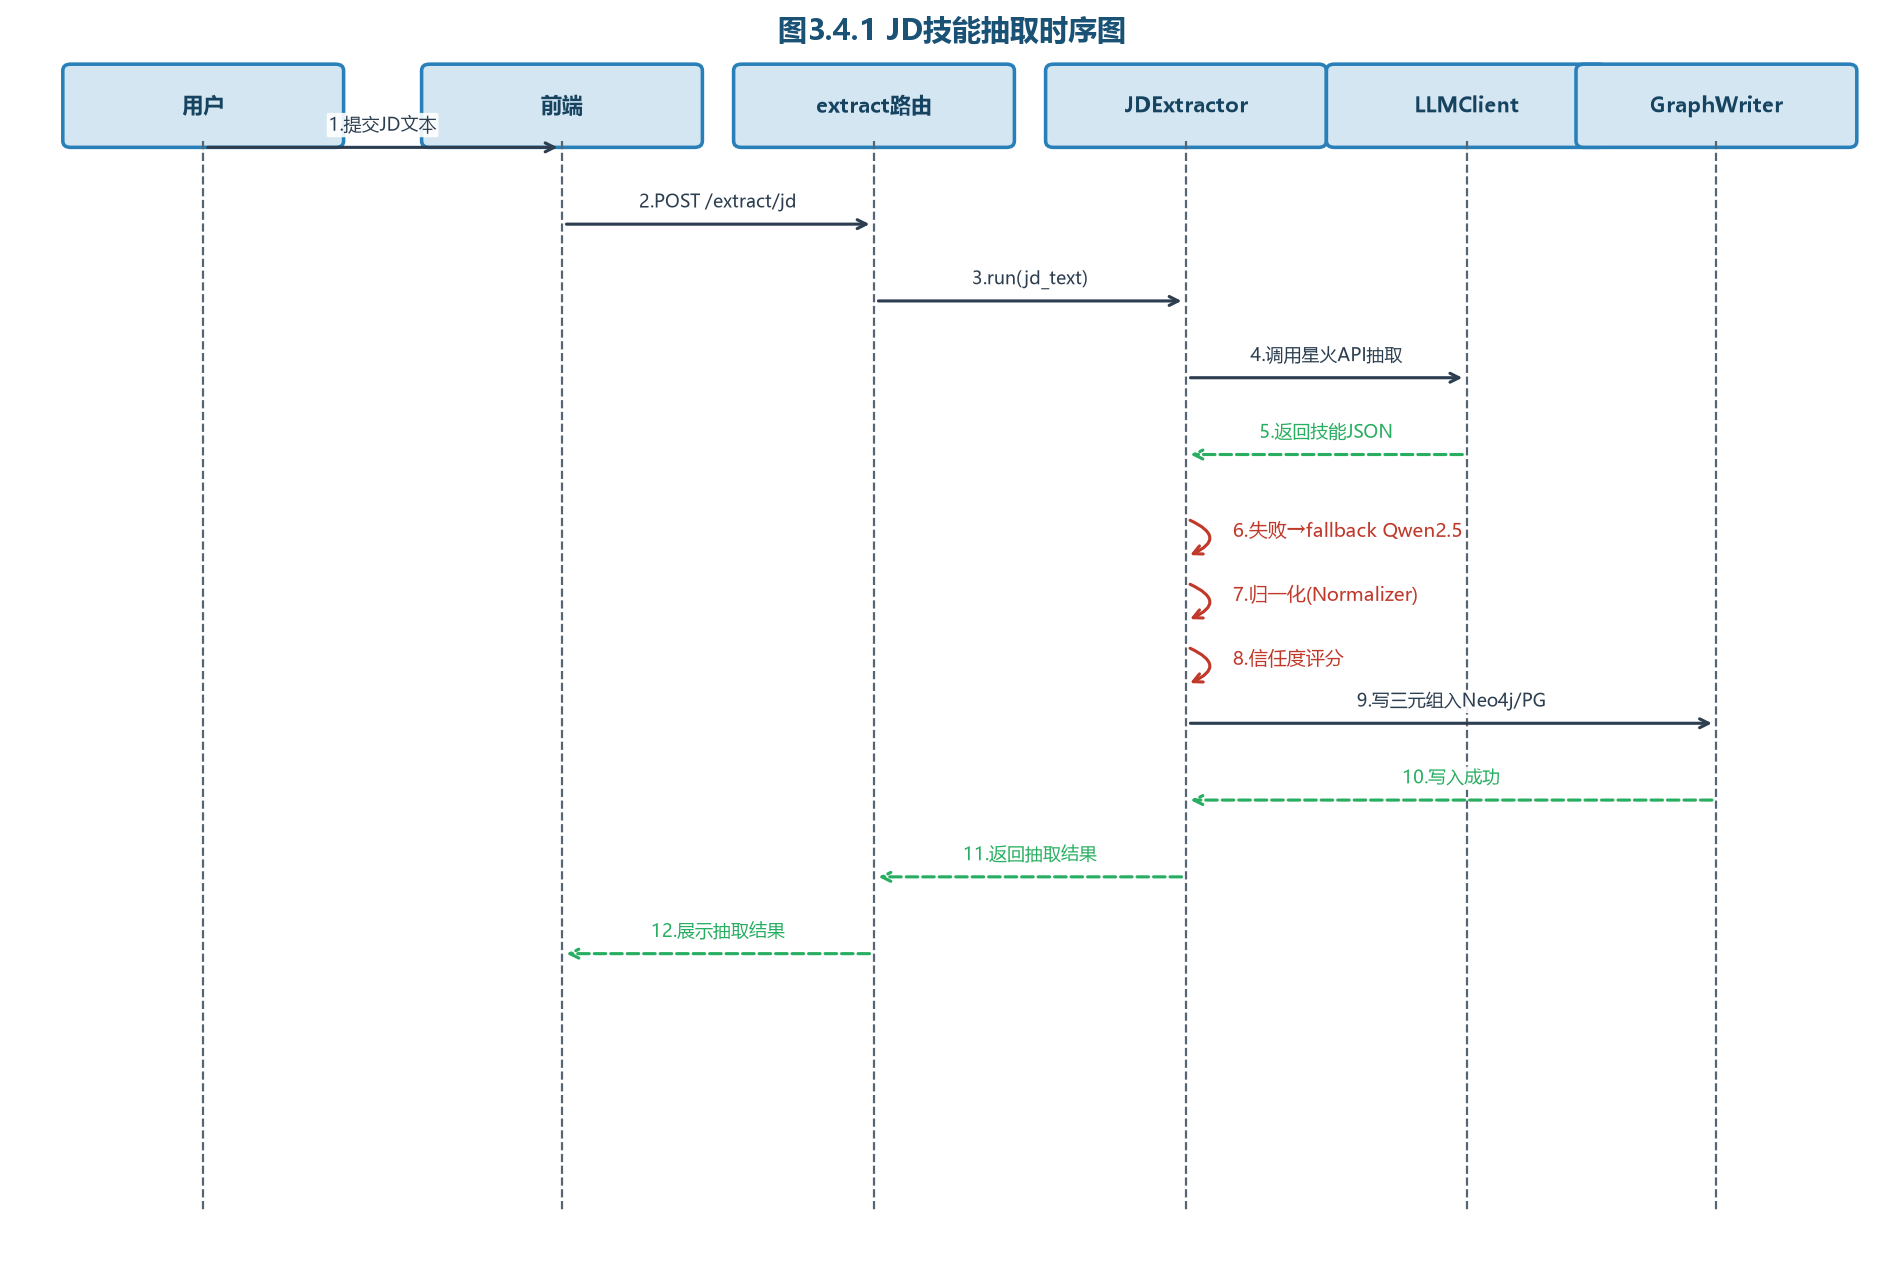 图3.4.1 JD技能抽取时序图
用户
前端
extract路由
JDExtractor
LLMClient
GraphWriter
1.提交JD文本
2.POST /extract/jd
3.run(jd_text)
4.调用星火API抽取
5.返回技能JSON
6.失败→fallback Qwen2.5
7.归一化(Normalizer)
8.信任度评分
9.写三元组入Neo4j/PG
10.写入成功
11.返回抽取结果
12.展示抽取结果